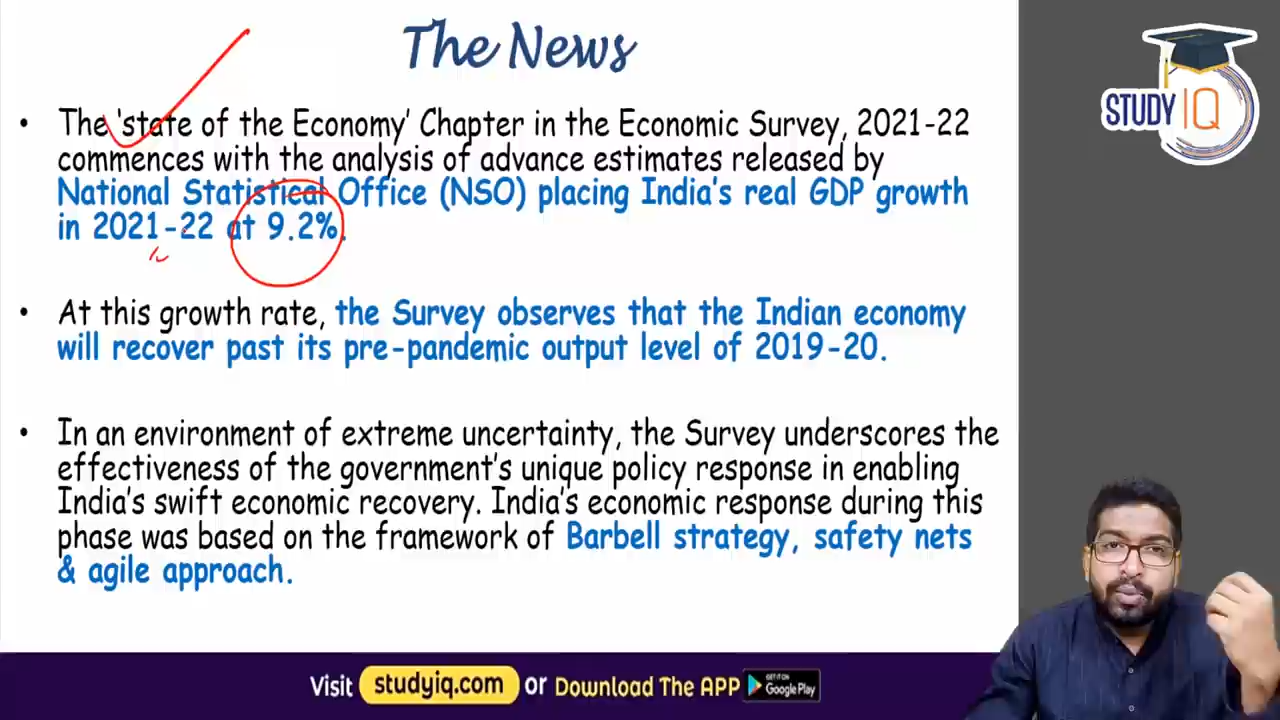 The News
• The 'state of the Economy' Chapter in the Economic Survey, 2021-22
commences with the analysis of advance estimates released by
National Statistical Office (NSO) placing India's real GDP growth
in 2021-22 at 9.2%.
• At this growth rate, the Survey observes that the Indian economy
will recover past its pre-pandemic output level of 2019-20.
• In an environment of extreme uncertainty, the Survey underscores the
effectiveness of the government's unique policy response in enabling
India's swift economic recovery. India's economic response during this
phase was based on the framework of Barbell strategy, safety nets
& agile approach.
STUDY IQ
Visit studyiq.com or Download The APP GET IT ON Google Play